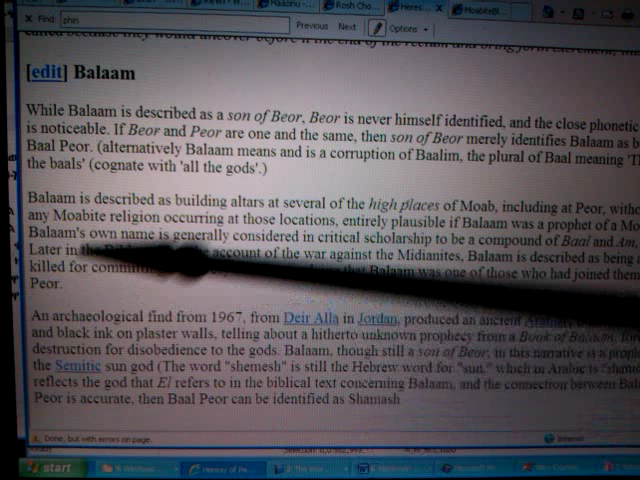 Find: phin
Previous Next Options
[edit] Balaam
While Balaam is described as a son of Beor, Beor is never himself identified, and the close phonetic
is noticeable. If Beor and Peor are one and the same, then son of Beor merely identifies Balaam as b
Baal Peor. (alternatively Balaam means and is a corruption of Baalim, the plural of Baal meaning 'T
the baals' (cognate with 'all the gods'.)
Balaam is described as building altars at several of the high places of Moab, including at Peor, witho
any Moabite religion occurring at those locations, entirely plausible if Balaam was a prophet of a Mo
Balaam's own name is generally considered in critical scholarship to be a compound of Baal and Am,
Later in the account of the war against the Midianites, Balaam is described as being
killed for that Balaam was one of those who had joined them
Peor.
An archaeological find from 1967, from Deir Alla in Jordan, produced an ancient
and black ink on plaster walls, telling about a hitherto unknown prophecy from a Book of Balaam,
destruction for disobedience to the gods. Balaam, though still a son of Beor, in this narrative is a proph
the Semitic sun god (The word "shemesh" is still the Hebrew word for "sun," which in Arabic is
reflects the god that El refers to in the biblical text concerning Balaam, and the connection between Bal
Peor is accurate, then Baal Peor can be identified as Shamash
Done, but with errors on page. Internet
start